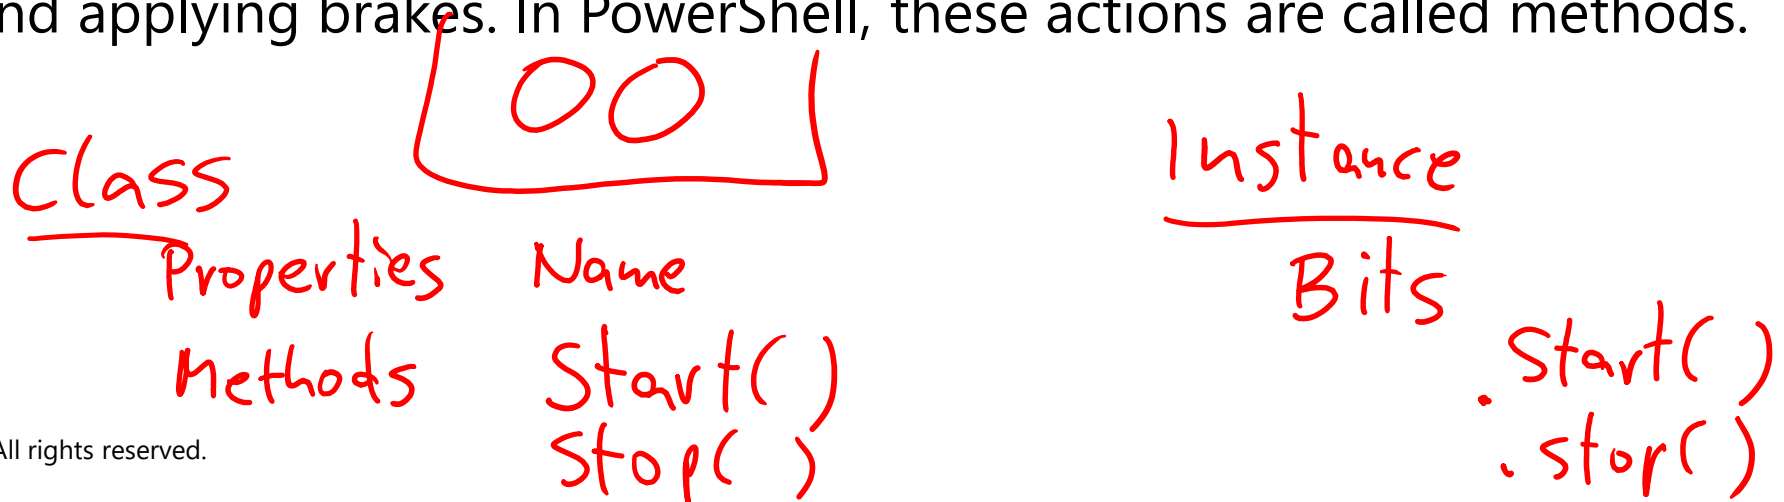 nd applying brakes. In PowerShell, these actions are called methods.
Class
Instance
Properties Name
Bits
Methods Start()
.Start()
Stop()
.stop()
All rights reserved.